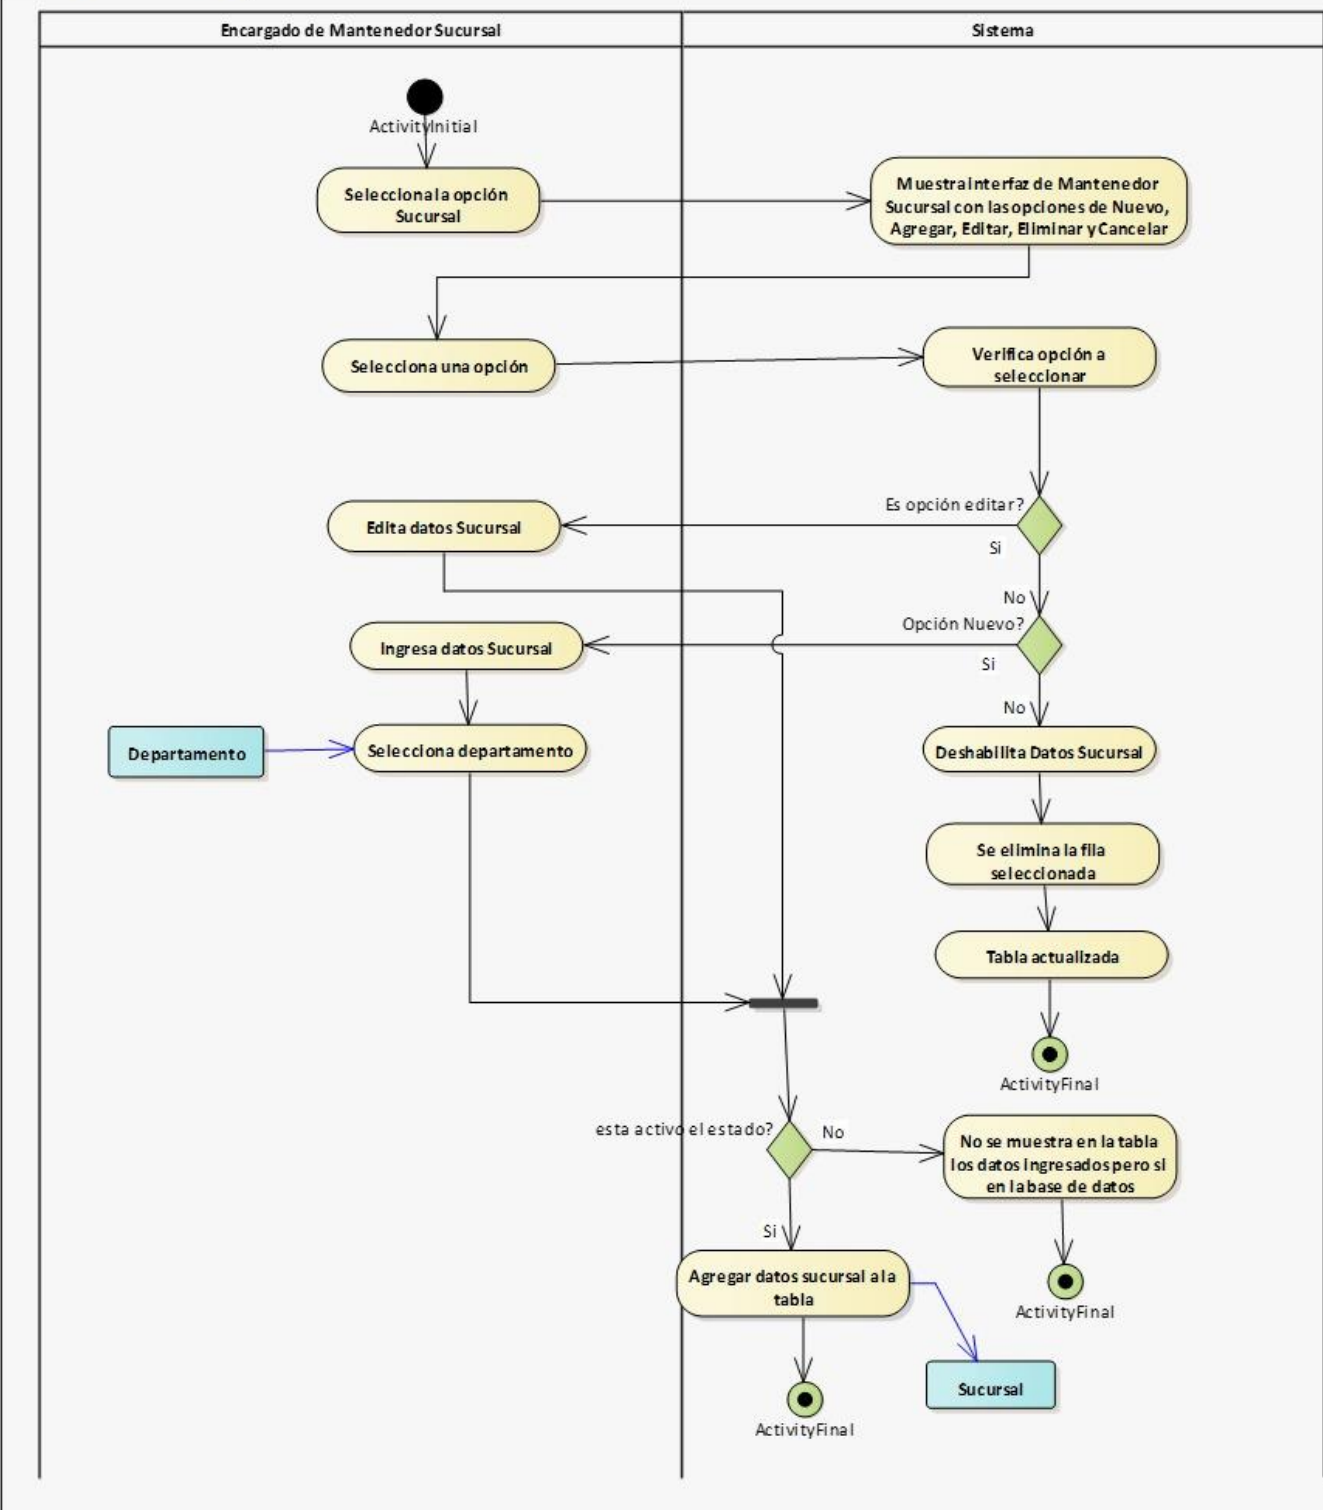 Encargado de Mantenedor Sucursal
Sistema
ActivityInitial
Selecciona la opción
Sucursal
Muestra interfaz de Mantenedor
Sucursal con las opciones de Nuevo,
Agregar, Editar, Eliminar y Cancelar
Selecciona una opción
Verifica opción a
seleccionar
Es opción editar?
Si
Edita datos Sucursal
No
Opción Nuevo?
Si
Ingresa datos Sucursal
No
Departamento
Selecciona departamento
Deshabilita Datos Sucursal
Se elimina la fila
seleccionada
Tabla actualizada
ActivityFinal
esta activo el estado?
No
No se muestra en la tabla
los datos ingresados pero si
en la base de datos
Si
Agregar datos sucursal a la
tabla
ActivityFinal
Sucursal
ActivityFinal